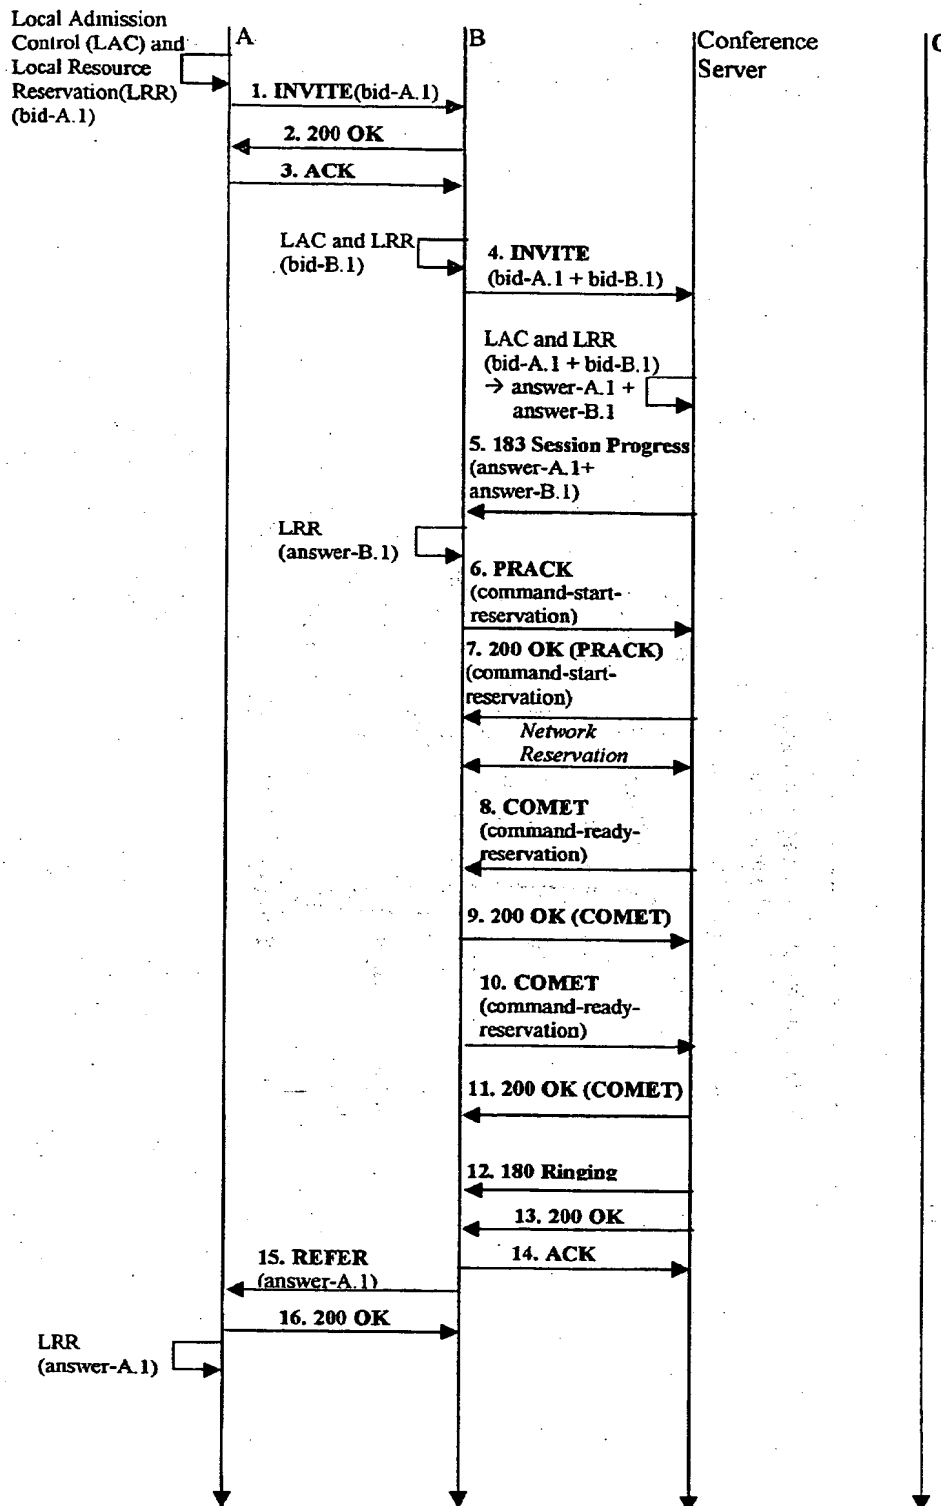 Local Admission
Control (LAC) and
Local Resource
Reservation(LRR)
(bid-A.1)
A
B
Conference
Server
C
1. INVITE(bid-A.1)
2. 200 OK
3. ACK
LAC and LRR
(bid-B.1)
4. INVITE
(bid-A.1 + bid-B.1)
LAC and LRR
(bid-A.1 + bid-B.1)
→ answer-A.1 +
answer-B.1
5. 183 Session Progress
(answer-A.1+
answer-B.1)
LRR
(answer-B.1)
6. PRACK
(command-start-
reservation)
7. 200 OK (PRACK)
(command-start-
reservation)
Network
Reservation
8. COMET
(command-ready-
reservation)
9. 200 OK (COMET)
10. COMET
(command-ready-
reservation)
11. 200 OK (COMET)
12. 180 Ringing
13. 200 OK
14. ACK
15. REFER
(answer-A.1)
16. 200 OK
LRR
(answer-A.1)